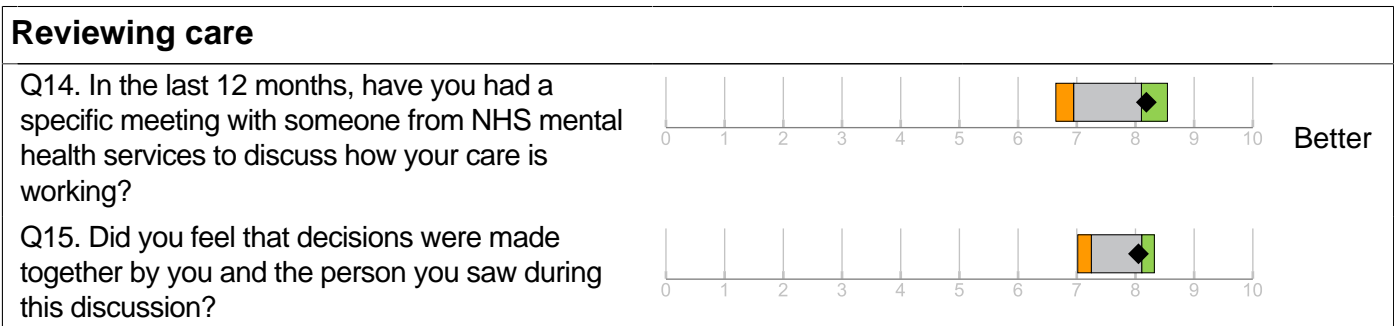 Reviewing care
Q14. In the last 12 months, have you had a
specific meeting with someone from NHS mental
health services to discuss how your care is
working?
0 1 2 3 4 5 6 7 8 9 10
Better
Q15. Did you feel that decisions were made
together by you and the person you saw during
this discussion?
0 1 2 3 4 5 6 7 8 9 10